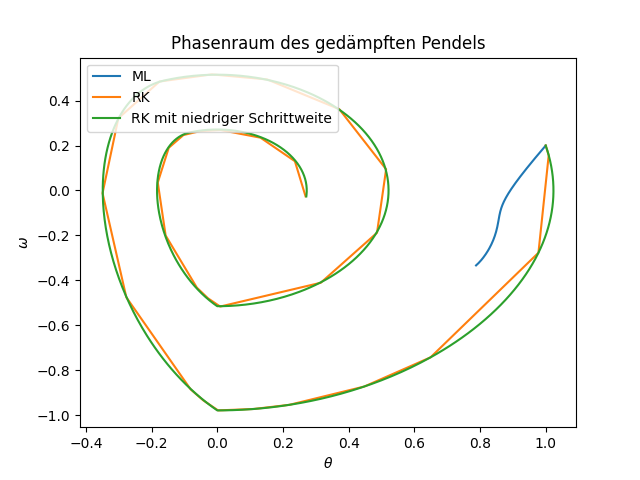 Phasenraum des gedämpften Pendels
ML
RK
RK mit niedriger Schrittweite
0.4
0.2
0.0
−0.2
−0.4
−0.6
−0.8
−1.0
ω
−0.4 −0.2 0.0 0.2 0.4 0.6 0.8 1.0
θ